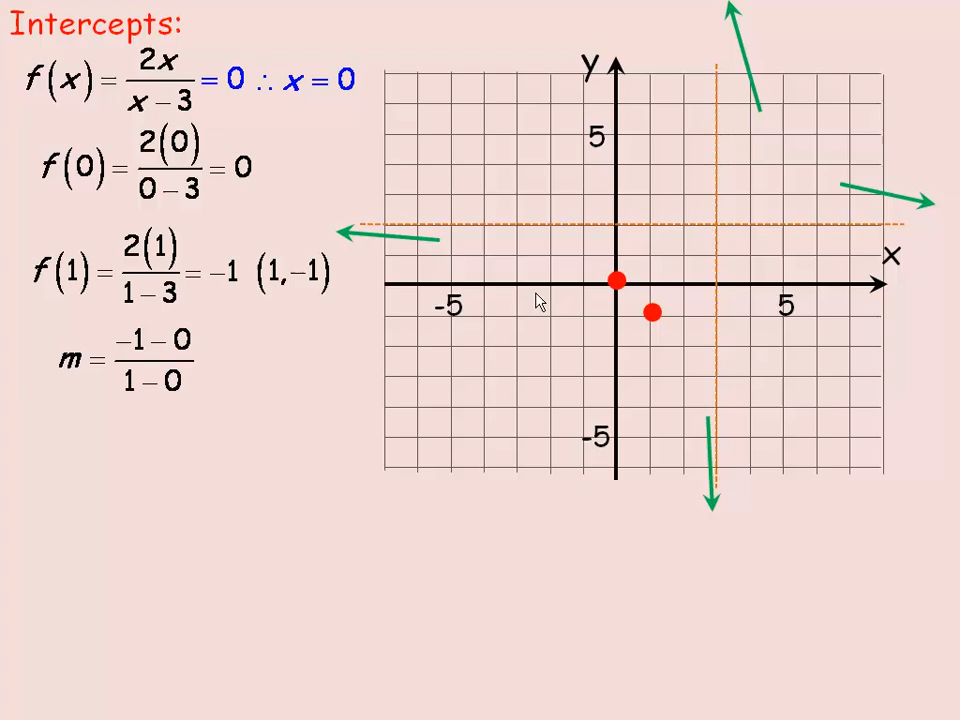 Intercepts:
f(x) = 2x / x − 3 = 0 ∴ x = 0
f(0) = 2(0) / 0 − 3 = 0
f(1) = 2(1) / 1 − 3 = −1 (1, −1)
m = −1 − 0 / 1 − 0
y
5
x
-5 5
-5